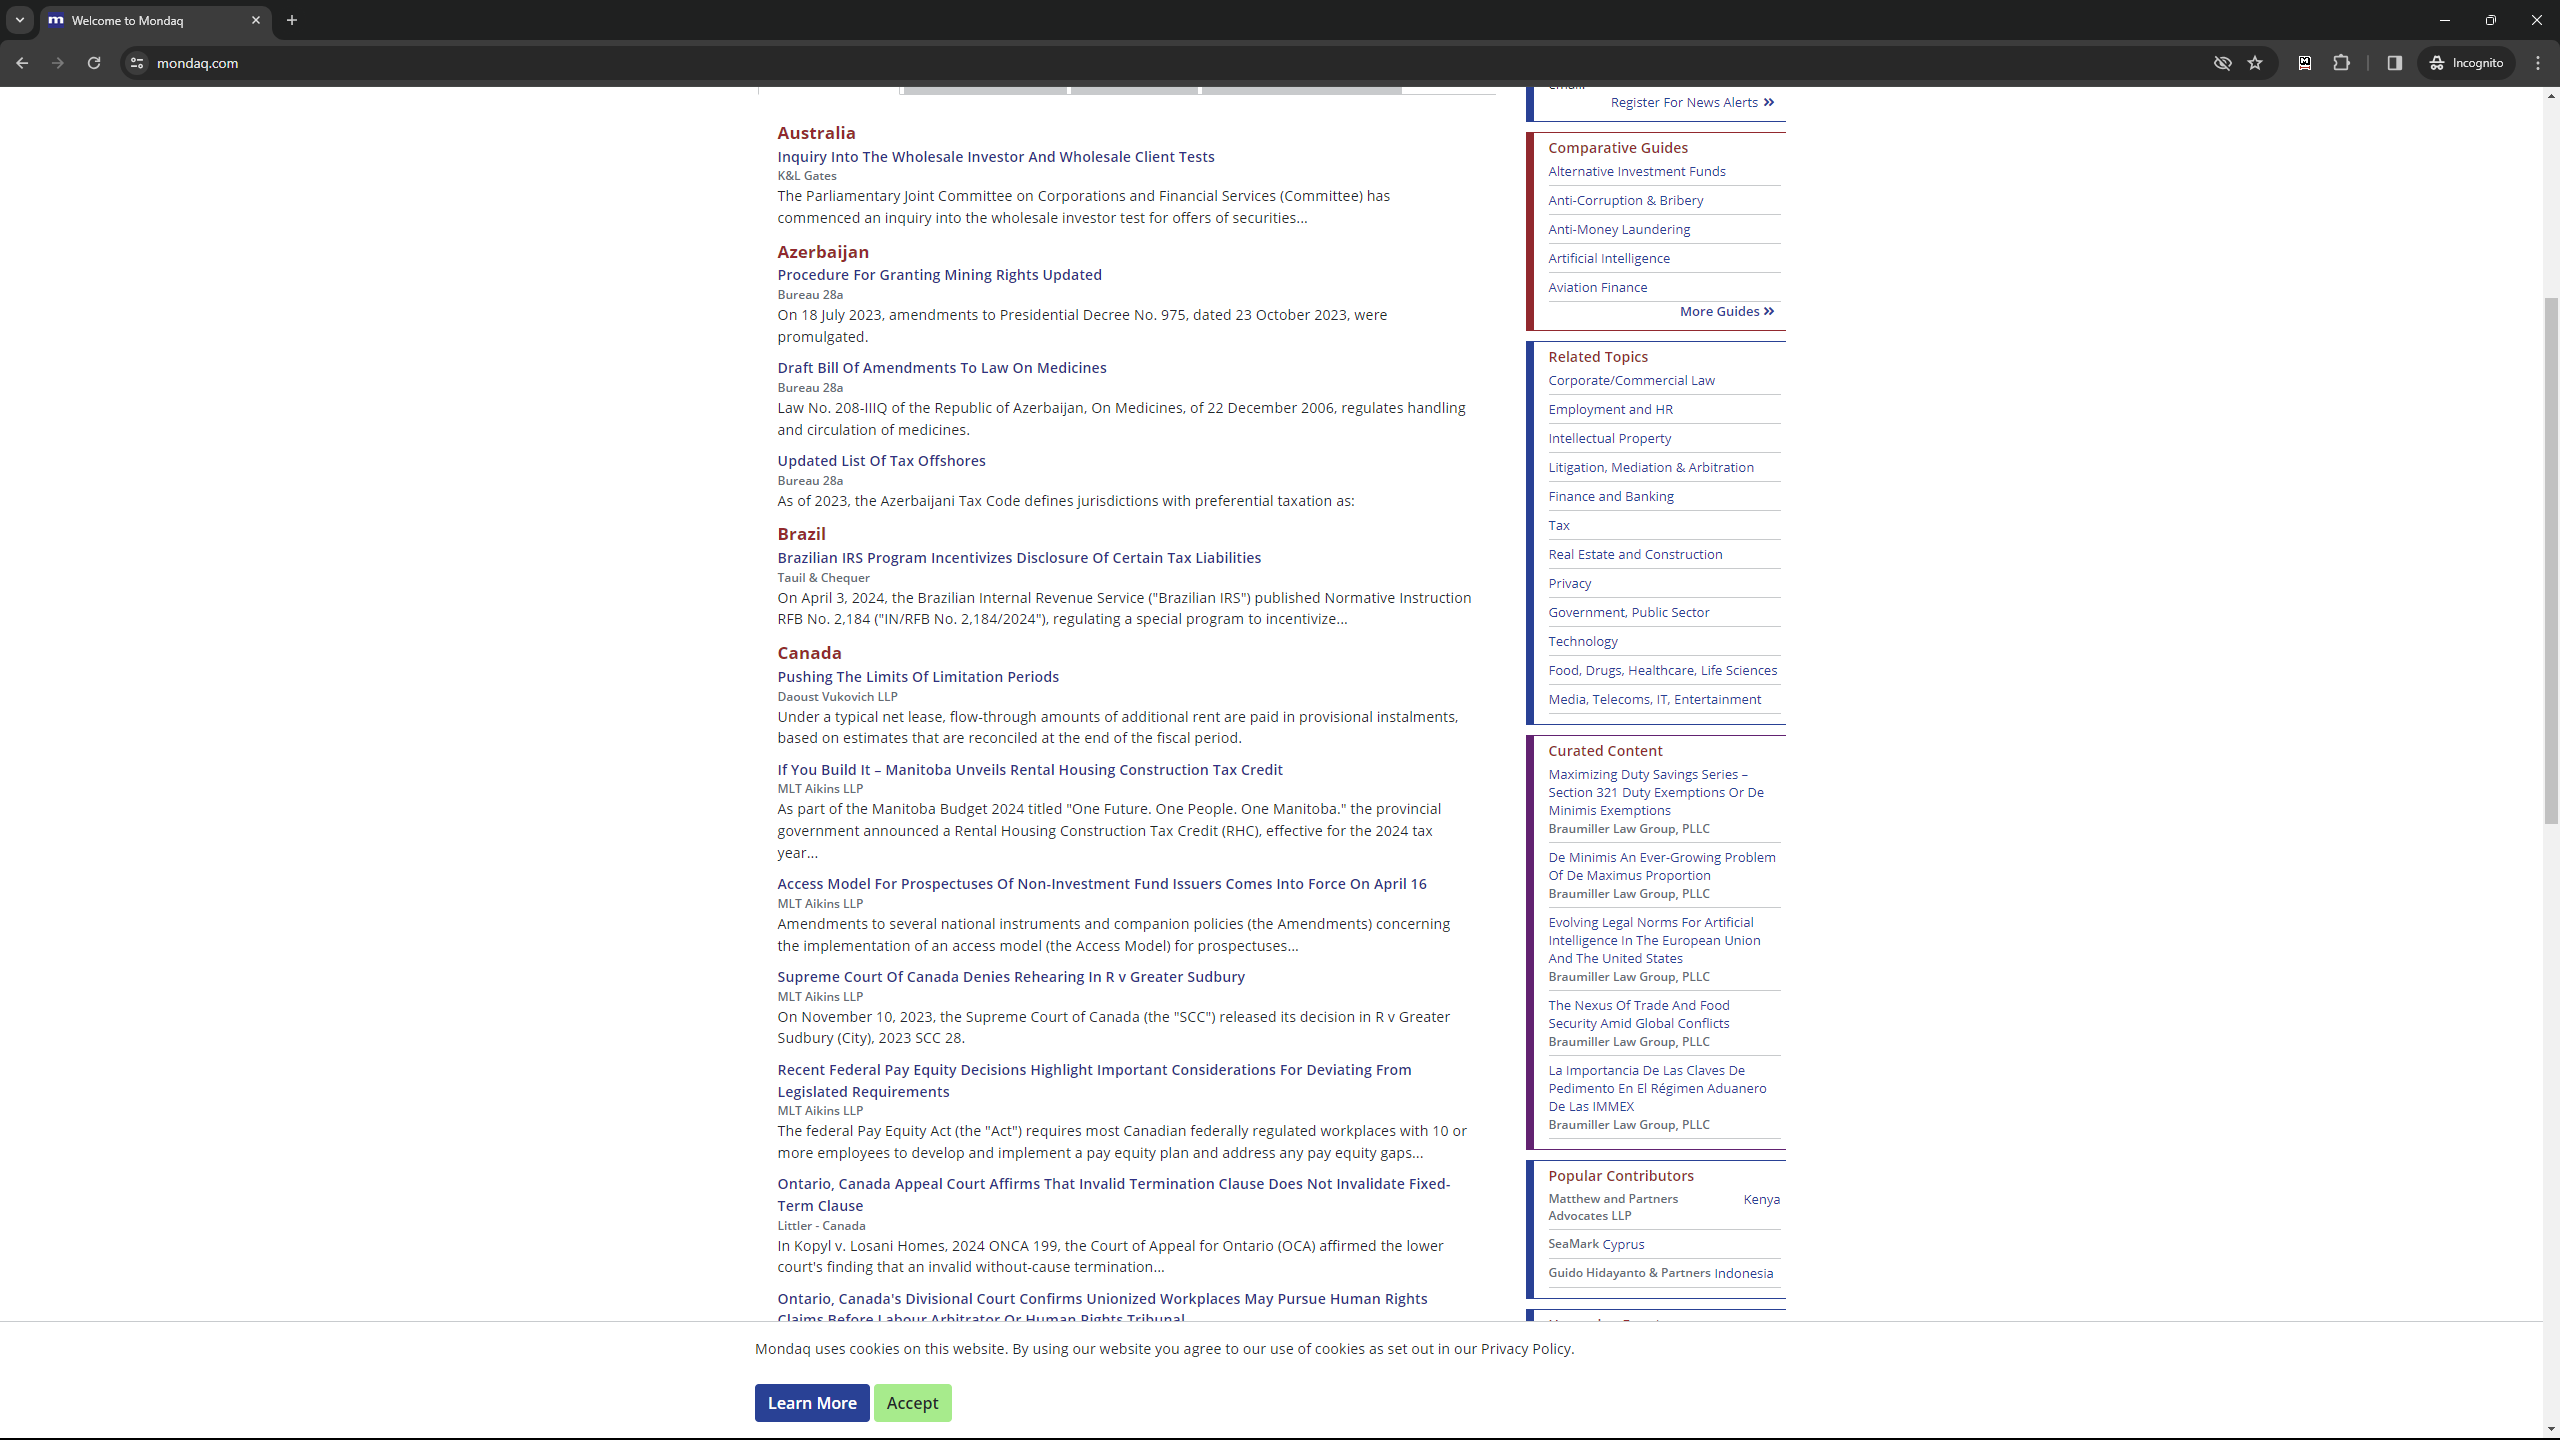 Welcome to Mondaq
mondaq.com
Incognito
Register For News Alerts
Australia
Inquiry Into The Wholesale Investor And Wholesale Client Tests
K&L Gates
The Parliamentary Joint Committee on Corporations and Financial Services (Committee) has
commenced an inquiry into the wholesale investor test for offers of securities...
Azerbaijan
Procedure For Granting Mining Rights Updated
Bureau 28a
On 18 July 2023, amendments to Presidential Decree No. 975, dated 23 October 2023, were
promulgated.
Draft Bill Of Amendments To Law On Medicines
Bureau 28a
Law No. 208-IIIQ of the Republic of Azerbaijan, On Medicines, of 22 December 2006, regulates handling
and circulation of medicines.
Updated List Of Tax Offshores
Bureau 28a
As of 2023, the Azerbaijani Tax Code defines jurisdictions with preferential taxation as:
Brazil
Brazilian IRS Program Incentivizes Disclosure Of Certain Tax Liabilities
Tauil & Chequer
On April 3, 2024, the Brazilian Internal Revenue Service ("Brazilian IRS") published Normative Instruction
RFB No. 2,184 ("IN/RFB No. 2,184/2024"), regulating a special program to incentivize...
Canada
Pushing The Limits Of Limitation Periods
Daoust Vukovich LLP
Under a typical net lease, flow-through amounts of additional rent are paid in provisional instalments,
based on estimates that are reconciled at the end of the fiscal period.
If You Build It – Manitoba Unveils Rental Housing Construction Tax Credit
MLT Aikins LLP
As part of the Manitoba Budget 2024 titled "One Future. One People. One Manitoba." the provincial
government announced a Rental Housing Construction Tax Credit (RHC), effective for the 2024 tax
year...
Access Model For Prospectuses Of Non-Investment Fund Issuers Comes Into Force On April 16
MLT Aikins LLP
Amendments to several national instruments and companion policies (the Amendments) concerning
the implementation of an access model (the Access Model) for prospectuses...
Supreme Court Of Canada Denies Rehearing In R v Greater Sudbury
MLT Aikins LLP
On November 10, 2023, the Supreme Court of Canada (the "SCC") released its decision in R v Greater
Sudbury (City), 2023 SCC 28.
Recent Federal Pay Equity Decisions Highlight Important Considerations For Deviating From
Legislated Requirements
MLT Aikins LLP
The federal Pay Equity Act (the "Act") requires most Canadian federally regulated workplaces with 10 or
more employees to develop and implement a pay equity plan and address any pay equity gaps...
Ontario, Canada Appeal Court Affirms That Invalid Termination Clause Does Not Invalidate Fixed-
Term Clause
Littler - Canada
In Kopyl v. Losani Homes, 2024 ONCA 199, the Court of Appeal for Ontario (OCA) affirmed the lower
court's finding that an invalid without-cause termination...
Ontario, Canada's Divisional Court Confirms Unionized Workplaces May Pursue Human Rights
Claims Before Labour Arbitrator Or Human Rights Tribunal
Comparative Guides
Alternative Investment Funds
Anti-Corruption & Bribery
Anti-Money Laundering
Artificial Intelligence
Aviation Finance
More Guides
Related Topics
Corporate/Commercial Law
Employment and HR
Intellectual Property
Litigation, Mediation & Arbitration
Finance and Banking
Tax
Real Estate and Construction
Privacy
Government, Public Sector
Technology
Food, Drugs, Healthcare, Life Sciences
Media, Telecoms, IT, Entertainment
Curated Content
Maximizing Duty Savings Series –
Section 321 Duty Exemptions Or De
Minimis Exemptions
Braumiller Law Group, PLLC
De Minimis An Ever-Growing Problem
Of De Maximus Proportion
Braumiller Law Group, PLLC
Evolving Legal Norms For Artificial
Intelligence In The European Union
And The United States
Braumiller Law Group, PLLC
The Nexus Of Trade And Food
Security Amid Global Conflicts
Braumiller Law Group, PLLC
La Importancia De Las Claves De
Pedimento En El Régimen Aduanero
De Las IMMEX
Braumiller Law Group, PLLC
Popular Contributors
Matthew and Partners Kenya
Advocates LLP
SeaMark Cyprus
Guido Hidayanto & Partners Indonesia
Mondaq uses cookies on this website. By using our website you agree to our use of cookies as set out in our Privacy Policy.
Learn More Accept